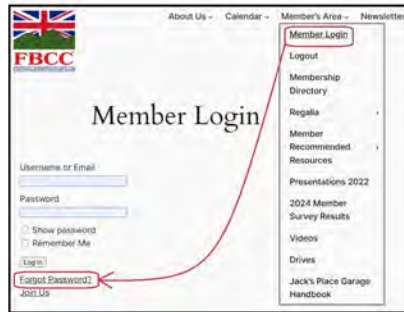 About Us Calendar Member's Area Newsletter
Member Login
Logout
Membership
Directory
Regalia
Member
Recommended
Resources
Presentations 2022
2024 Member
Survey Results
Videos
Drives
Jack's Place Garage
Handbook
FBCC
Member Login
Username or Email
Password
Show password
Remember Me
Log in
Forgot Password?
Join Us